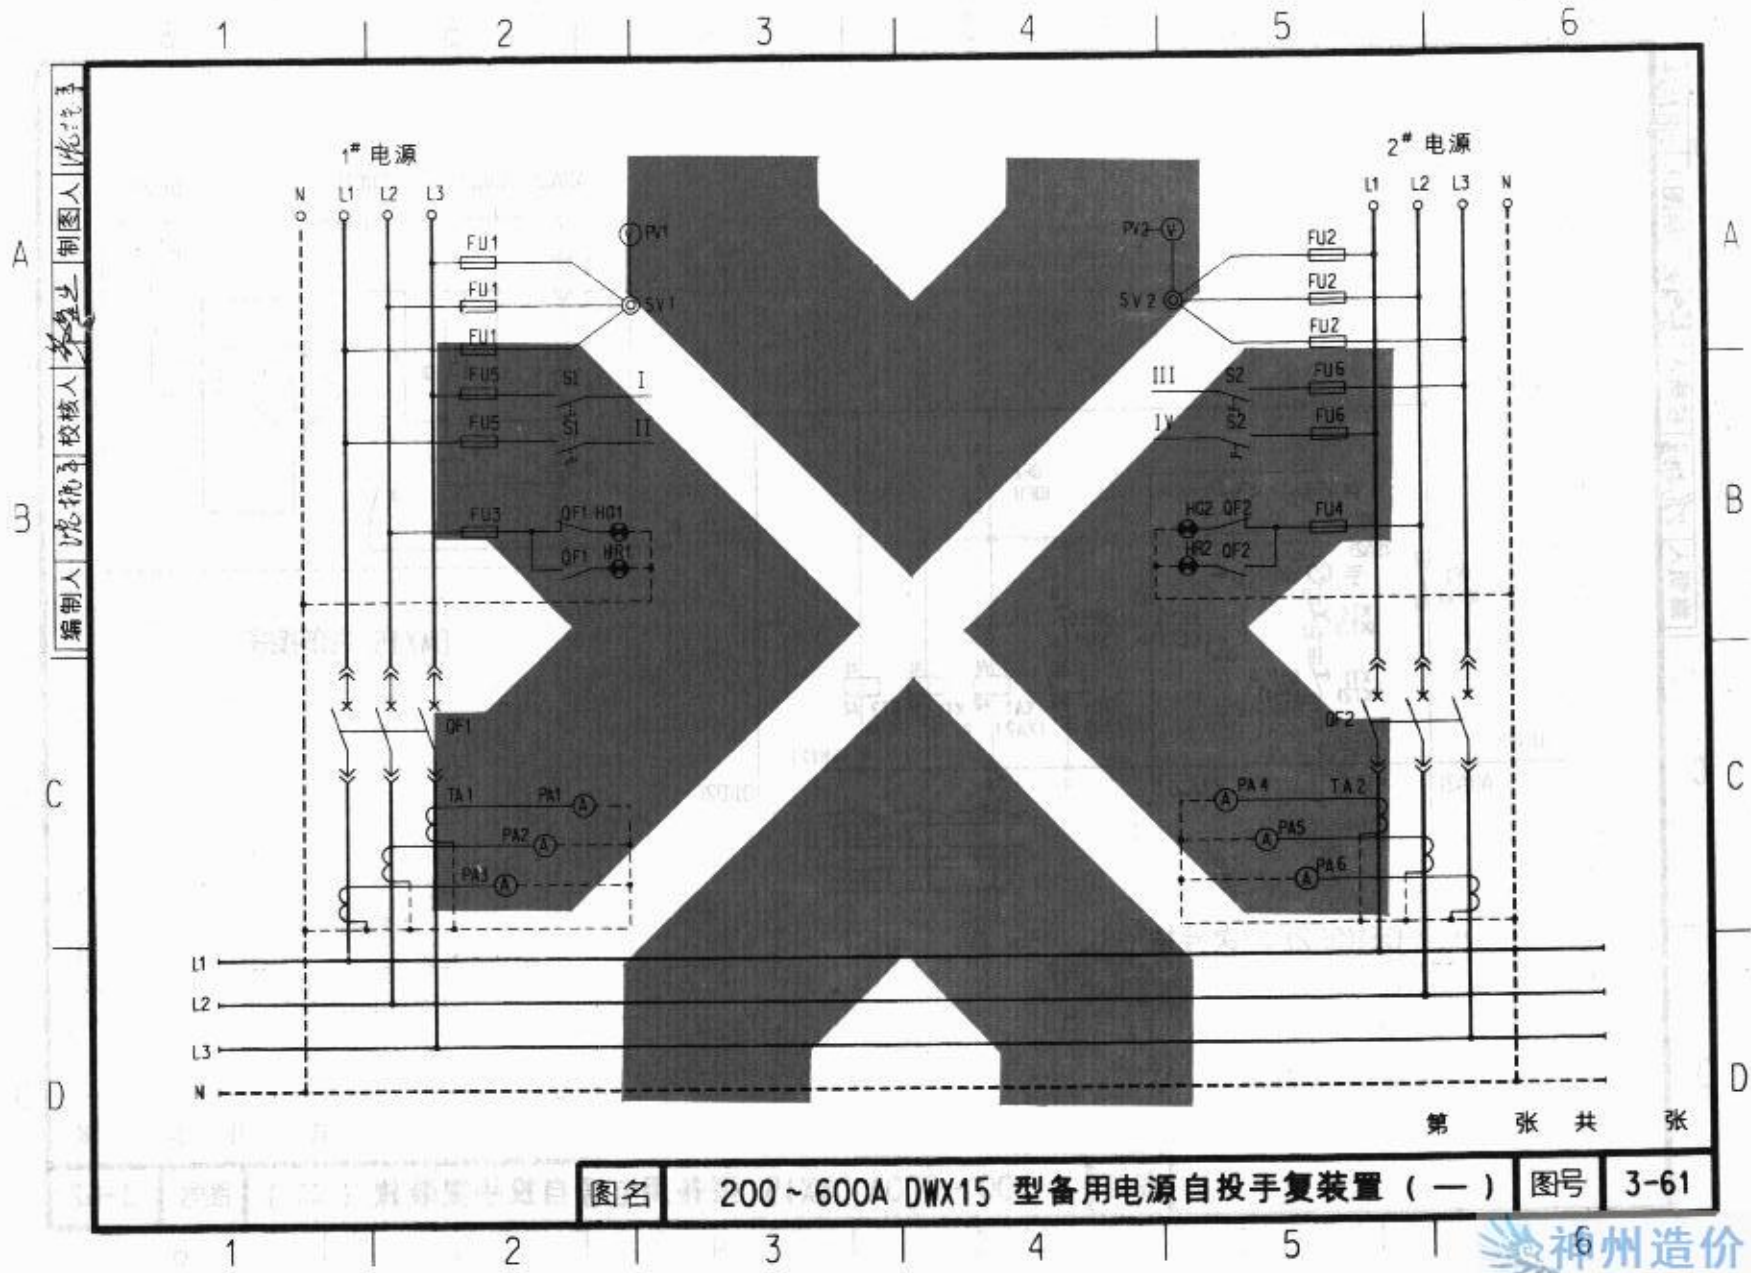 1 2 3 4 5 6
1# 电源
2# 电源
N L1 L2 L3
L1 L2 L3 N
A
A
制图人
FU1
PV1
PV2
FU2
FU1
SV1
SV2
FU2
FU1
FU2
校核人
FU5 S1 I
III S2 FU6
FU5 S1 II
IV S2 FU6
B
B
FU3 QF1 HG1
HG2 QF2 FU4
QF1 HR1
HR2 QF2
编制人
QF1
QF2
C
C
TA1 PA1
PA4 TA2
PA2
PA5
PA3
PA6
L1
L2
L3
N
D
D
第 张 共 张
图名 200~600A DWX15 型备用电源自投手复装置(一) 图号 3-61
1 2 3 4 5 6
神州造价